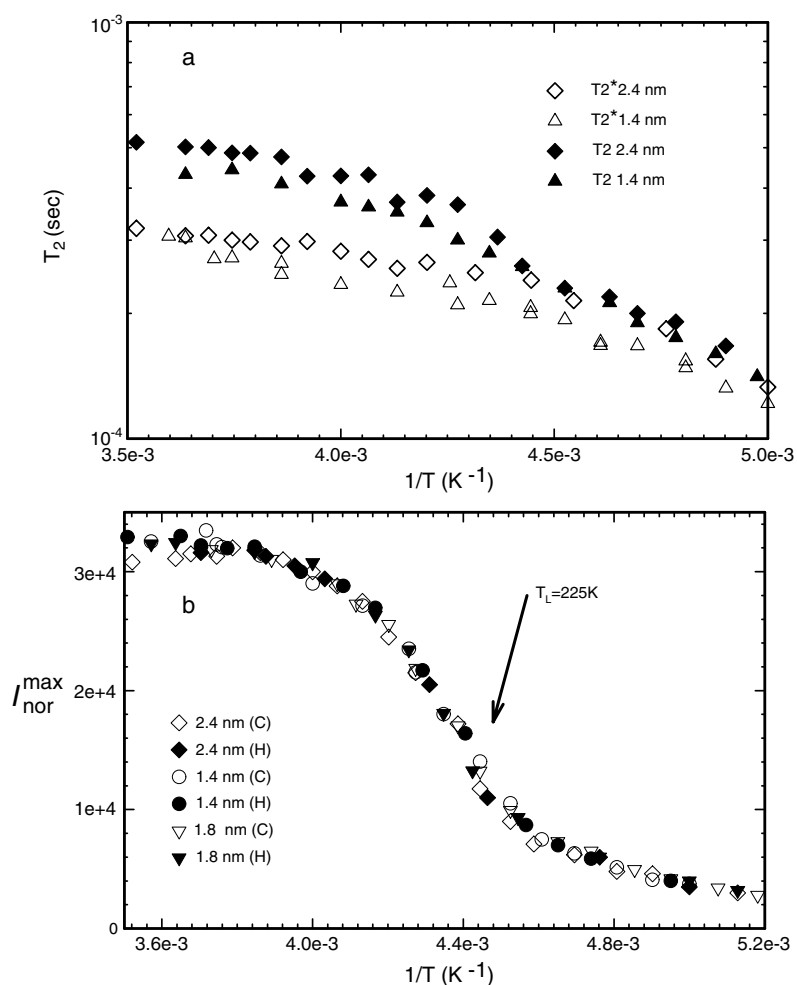 10⁻³
a
T2*2.4 nm
T2*1.4 nm
T2 2.4 nm
T2 1.4 nm
T₂ (sec)
10⁻⁴
3.5e-3 4.0e-3 4.5e-3 5.0e-3
1/T (K⁻¹)
3e+4
b
T_L=225K
2e+4
I_nor^max
2.4 nm (C)
2.4 nm (H)
1.4 nm (C)
1.4 nm (H)
1.8 nm (C)
1.8 nm (H)
1e+4
0
3.6e-3 4.0e-3 4.4e-3 4.8e-3 5.2e-3
1/T (K⁻¹)